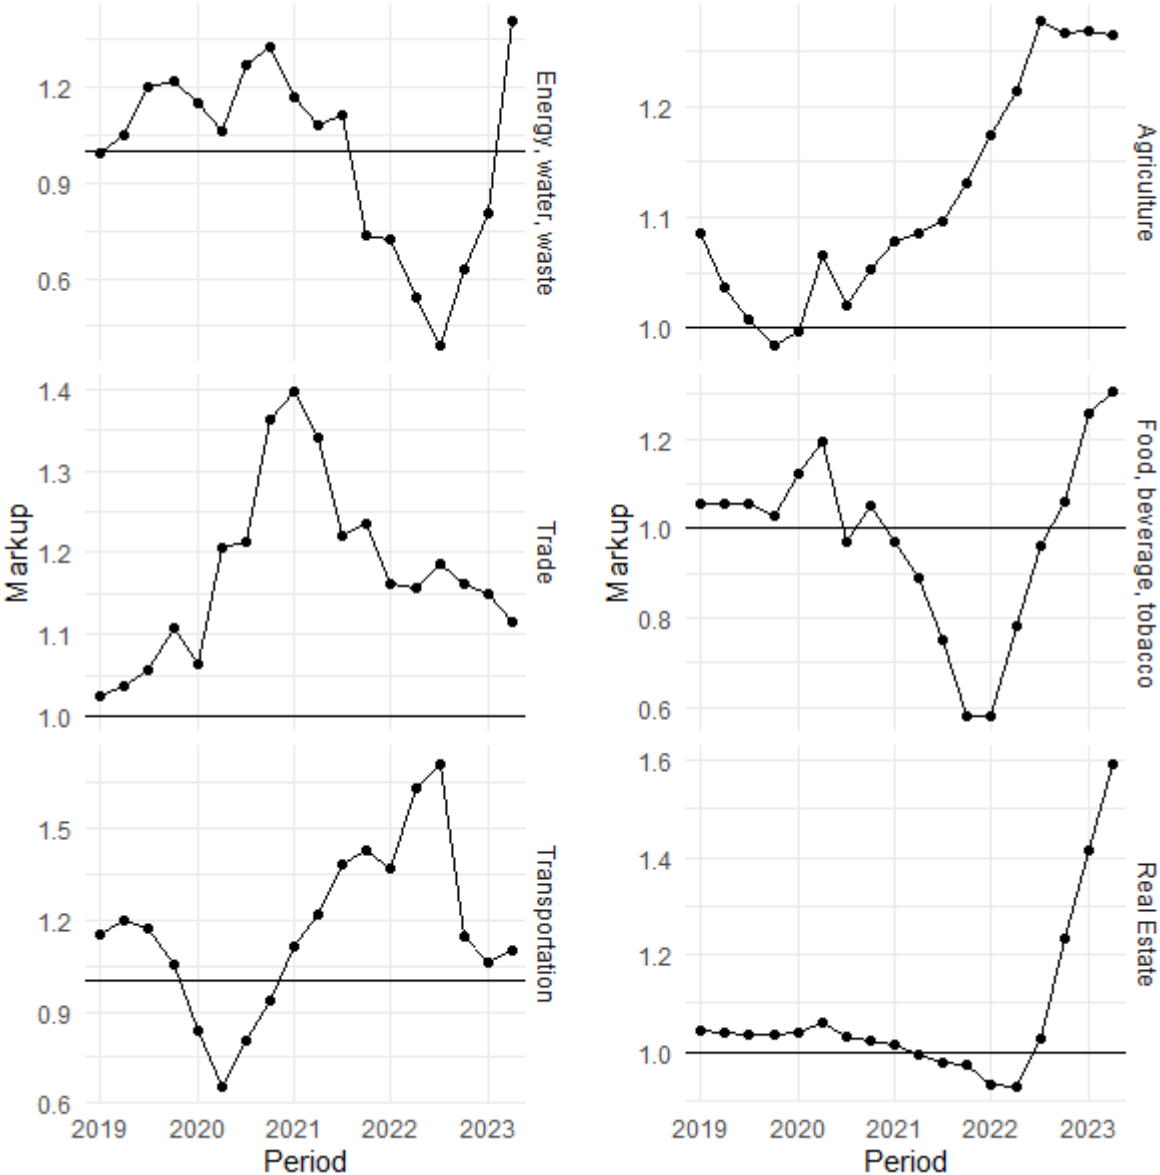 1.2
0.9
0.6
Energy, water, waste
1.2
1.1
1.0
Agriculture
1.4
1.3
1.2
1.1
1.0
Markup
Trade
1.2
1.0
0.8
0.6
Markup
Food, beverage, tobacco
1.5
1.2
0.9
0.6
Transportation
1.6
1.4
1.2
1.0
Real Estate
2019 2020 2021 2022 2023
Period
2019 2020 2021 2022 2023
Period